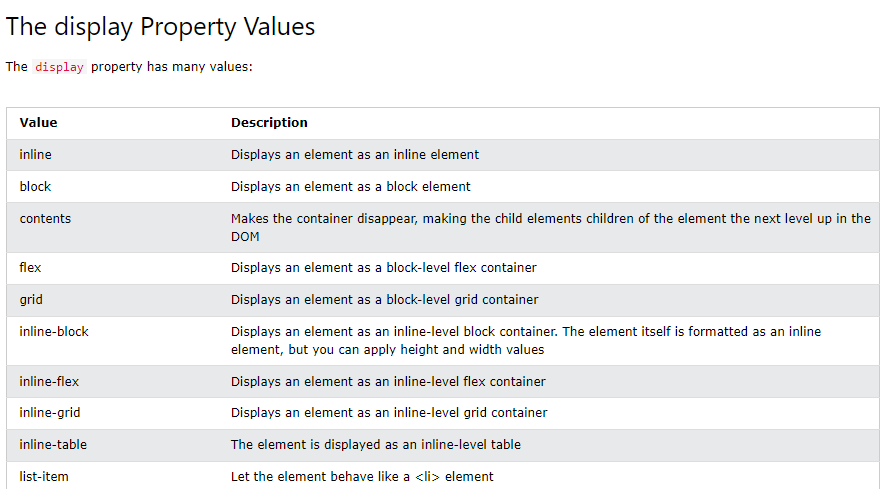 The display Property Values
The display property has many values:
Value Description
inline Displays an element as an inline element
block Displays an element as a block element
contents Makes the container disappear, making the child elements children of the element the next level up in the
DOM
flex Displays an element as a block-level flex container
grid Displays an element as a block-level grid container
inline-block Displays an element as an inline-level block container. The element itself is formatted as an inline
element, but you can apply height and width values
inline-flex Displays an element as an inline-level flex container
inline-grid Displays an element as an inline-level grid container
inline-table The element is displayed as an inline-level table
list-item Let the element behave like a <li> element